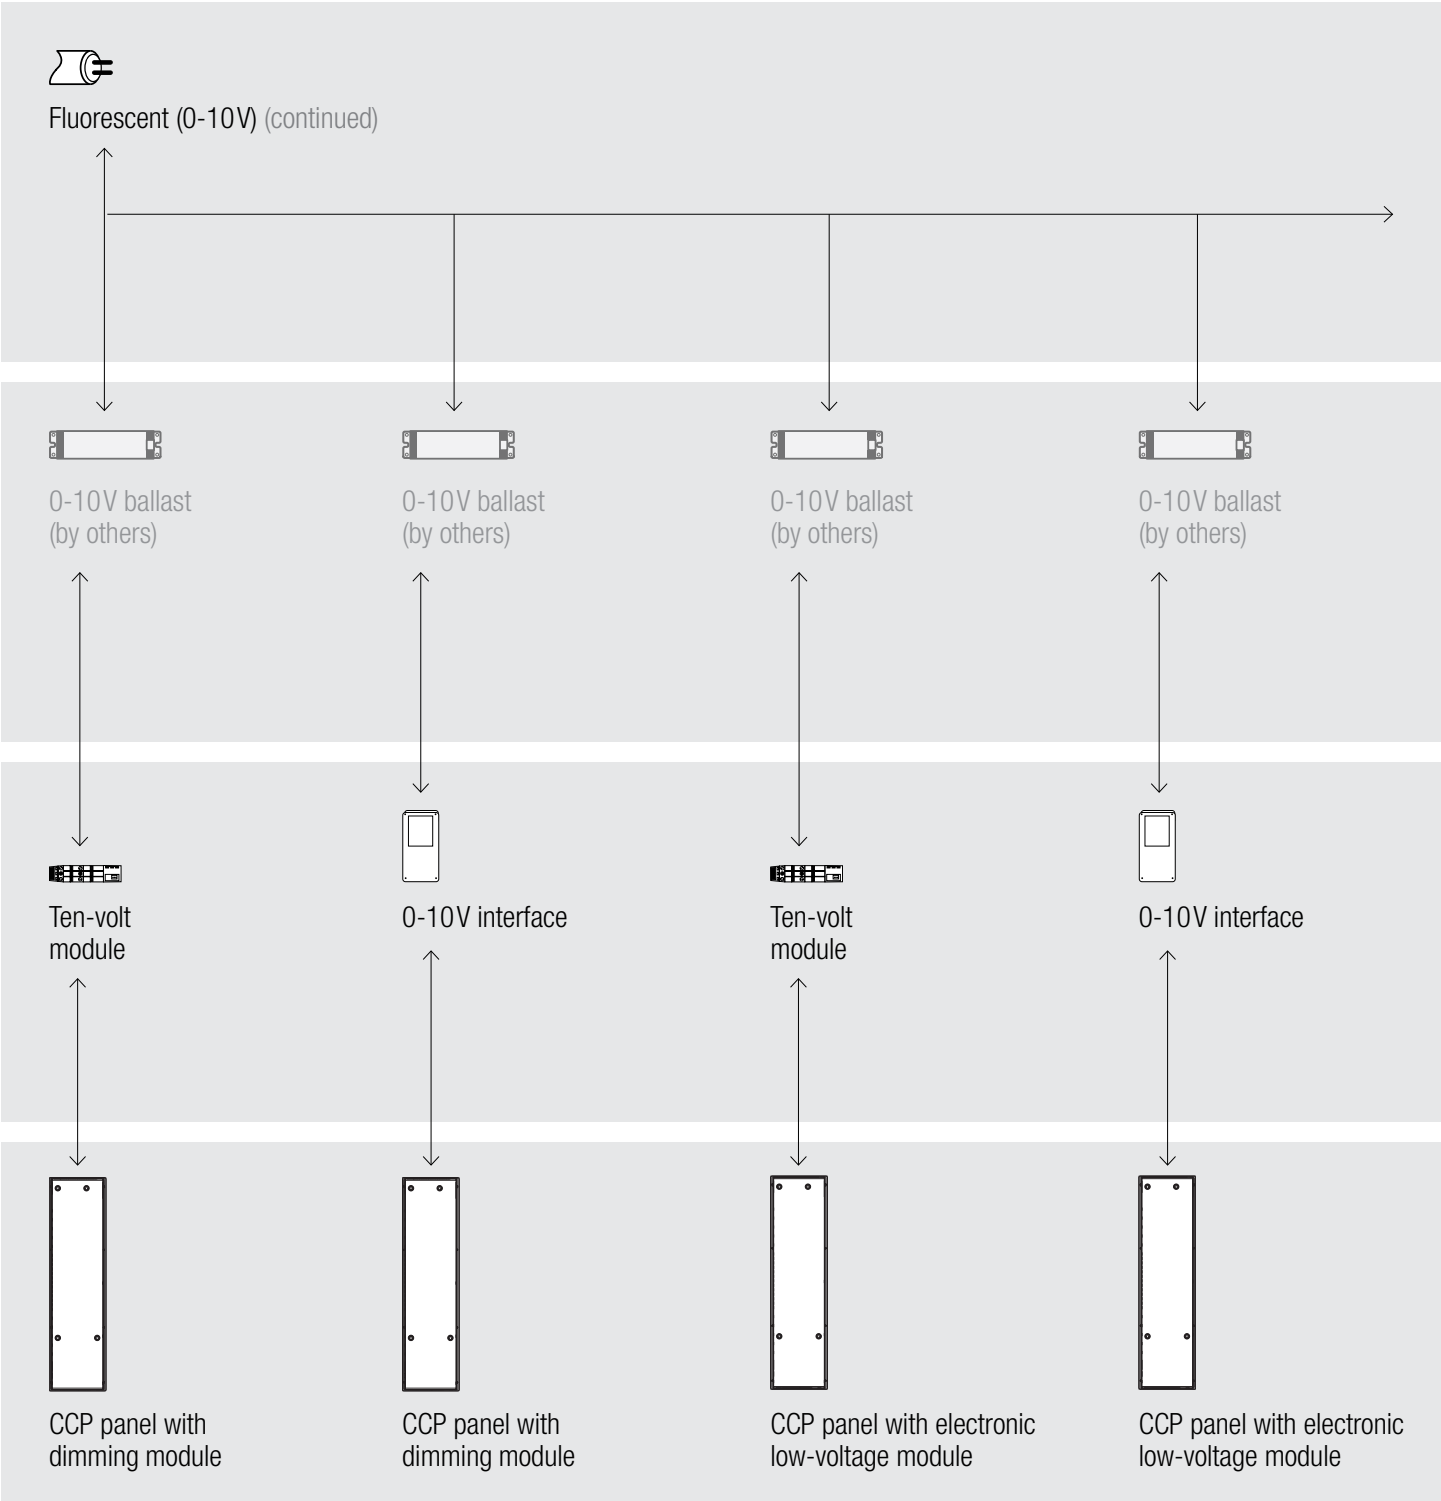 Fluorescent (0-10V) (continued)
0-10V ballast
(by others)
0-10V ballast
(by others)
0-10V ballast
(by others)
0-10V ballast
(by others)
Ten-volt
module
0-10V interface
Ten-volt
module
0-10V interface
CCP panel with
dimming module
CCP panel with
dimming module
CCP panel with electronic
low-voltage module
CCP panel with electronic
low-voltage module